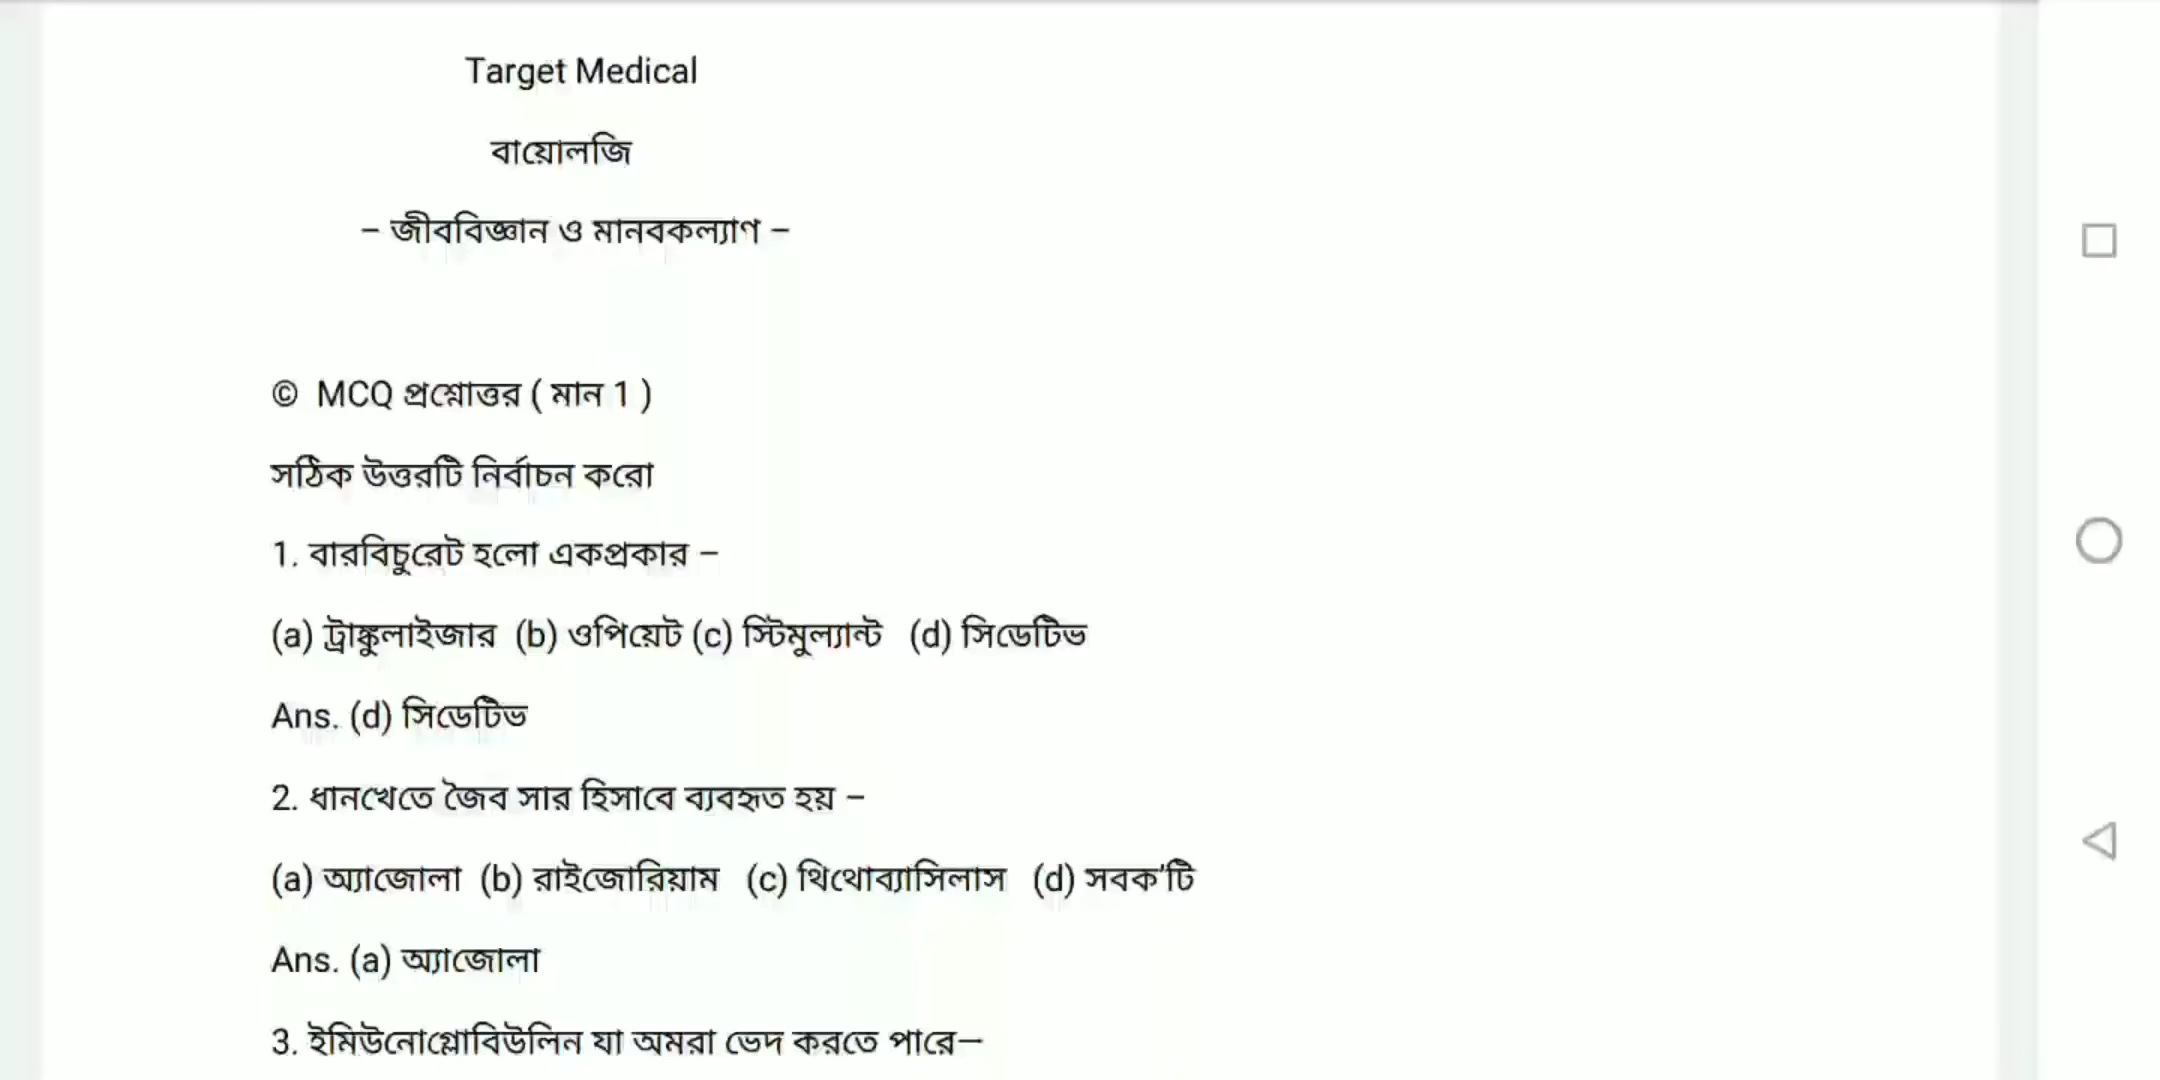 Target Medical
বায়োলজি
– জীববিজ্ঞান ও মানবকল্যাণ –
© MCQ প্রশ্নোত্তর ( মান 1 )
সঠিক উত্তরটি নির্বাচন করো
1. বারবিচুরেট হলো একপ্রকার –
(a) ট্রাঙ্কুলাইজার (b) ওপিয়েট (c) স্টিমুল্যান্ট (d) সিডেটিভ
Ans. (d) সিডেটিভ
2. ধানখেতে জৈব সার হিসাবে ব্যবহৃত হয় –
(a) অ্যাজোলা (b) রাইজোরিয়াম (c) থিথোব্যাসিলাস (d) সবক'টি
Ans. (a) অ্যাজোলা
3. ইমিউনোগ্লোবিউলিন যা অমরা ভেদ করতে পারে—